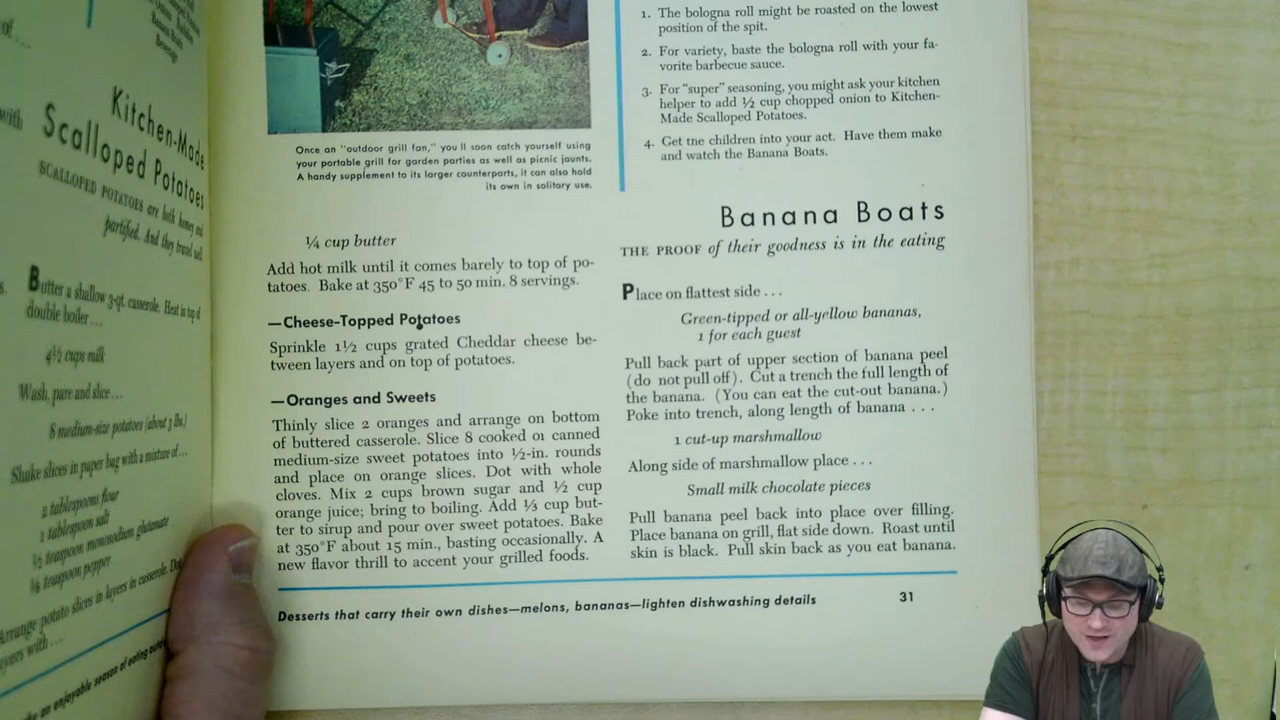 of...
with
Kitchen-Made
Scalloped Potatoes
SCALLOPED POTATOES are both homey and
partified. And they travel well
s.
Butter a shallow 3-qt. casserole. Heat in top of
double boiler...
4½ cups milk
Wash, pare and slice...
8 medium-size potatoes (about 3 lbs.)
Shake slices in paper bag with a mixture of...
2 tablespoons flour
1 tablespoon salt
½ teaspoon monosodium glutamate
⅛ teaspoon pepper
Arrange potato slices in layers in casserole. Dot
layers with...
an enjoyable season of eating
Once an "outdoor grill fan," you'll soon catch yourself using
your portable grill for garden parties as well as picnic jaunts.
A handy supplement to its larger counterparts, it can also hold
its own in solitary use.
¼ cup butter
Add hot milk until it comes barely to top of po-
tatoes. Bake at 350°F 45 to 50 min. 8 servings.
—Cheese-Topped Potatoes
Sprinkle 1½ cups grated Cheddar cheese be-
tween layers and on top of potatoes.
—Oranges and Sweets
Thinly slice 2 oranges and arrange on bottom
of buttered casserole. Slice 8 cooked or canned
medium-size sweet potatoes into ½-in. rounds
and place on orange slices. Dot with whole
cloves. Mix 2 cups brown sugar and ½ cup
orange juice; bring to boiling. Add ⅓ cup but-
ter to sirup and pour over sweet potatoes. Bake
at 350°F about 15 min., basting occasionally. A
new flavor thrill to accent your grilled foods.
1. The bologna roll might be roasted on the lowest
position of the spit.
2. For variety, baste the bologna roll with your fa-
vorite barbecue sauce.
3. For "super" seasoning, you might ask your kitchen
helper to add ½ cup chopped onion to Kitchen-
Made Scalloped Potatoes.
4. Get the children into your act. Have them make
and watch the Banana Boats.
Banana Boats
THE PROOF of their goodness is in the eating
Place on flattest side...
Green-tipped or all-yellow bananas,
1 for each guest
Pull back part of upper section of banana peel
(do not pull off). Cut a trench the full length of
the banana. (You can eat the cut-out banana.)
Poke into trench, along length of banana ...
1 cut-up marshmallow
Along side of marshmallow place...
Small milk chocolate pieces
Pull banana peel back into place over filling.
Place banana on grill, flat side down. Roast until
skin is black. Pull skin back as you eat banana.
Desserts that carry their own dishes—melons, bananas—lighten dishwashing details
31